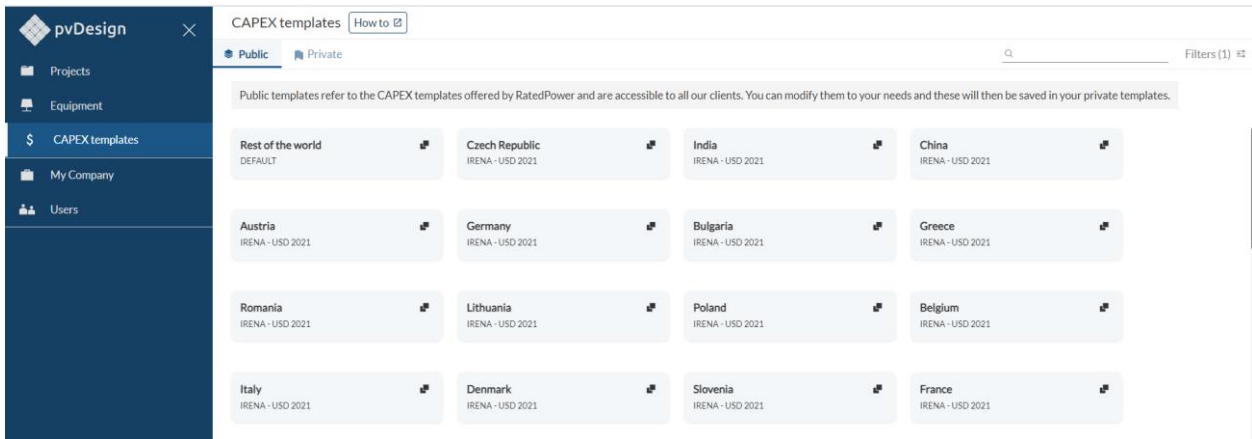 pvDesign
Projects
Equipment
$ CAPEX templates
My Company
Users
CAPEX templates How to
Public Private
Filters (1)
Public templates refer to the CAPEX templates offered by RatedPower and are accessible to all our clients. You can modify them to your needs and these will then be saved in your private templates.
Rest of the world Czech Republic India China
DEFAULT IRENA - USD 2021 IRENA - USD 2021 IRENA - USD 2021
Austria Germany Bulgaria Greece
IRENA - USD 2021 IRENA - USD 2021 IRENA - USD 2021 IRENA - USD 2021
Romania Lithuania Poland Belgium
IRENA - USD 2021 IRENA - USD 2021 IRENA - USD 2021 IRENA - USD 2021
Italy Denmark Slovenia France
IRENA - USD 2021 IRENA - USD 2021 IRENA - USD 2021 IRENA - USD 2021